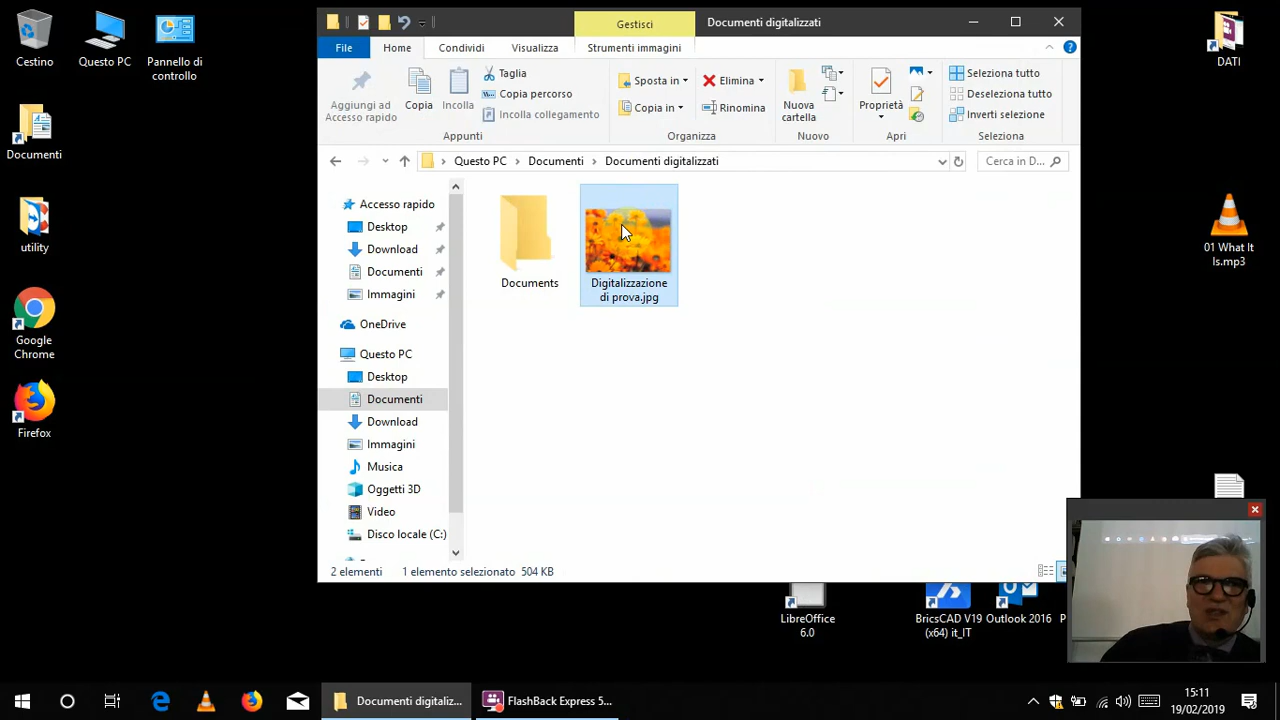 Cestino
Questo PC
Pannello di
controllo
Documenti
utility
Google
Chrome
Firefox
Gestisci
Documenti digitalizzati
File
Home
Condividi
Visualizza
Strumenti immagini
Aggiungi ad
Accesso rapido
Copia
Incolla
Taglia
Copia percorso
Incolla collegamento
Appunti
Sposta in
Copia in
Elimina
Rinomina
Organizza
Nuova
cartella
Nuovo
Proprietà
Apri
Seleziona tutto
Deseleziona tutto
Inverti selezione
Seleziona
Questo PC > Documenti > Documenti digitalizzati
Cerca in D...
Accesso rapido
Desktop
Download
Documenti
Immagini
OneDrive
Questo PC
Desktop
Documenti
Download
Immagini
Musica
Oggetti 3D
Video
Disco locale (C:)
Documents
Digitalizzazione
di prova.jpg
2 elementi
1 elemento selezionato 504 KB
DATI
01 What It
Is.mp3
LibreOffice
6.0
BricsCAD V19
(x64) it_IT
Outlook 2016
P
Documenti digitaliz...
FlashBack Express 5...
15:11
19/02/2019